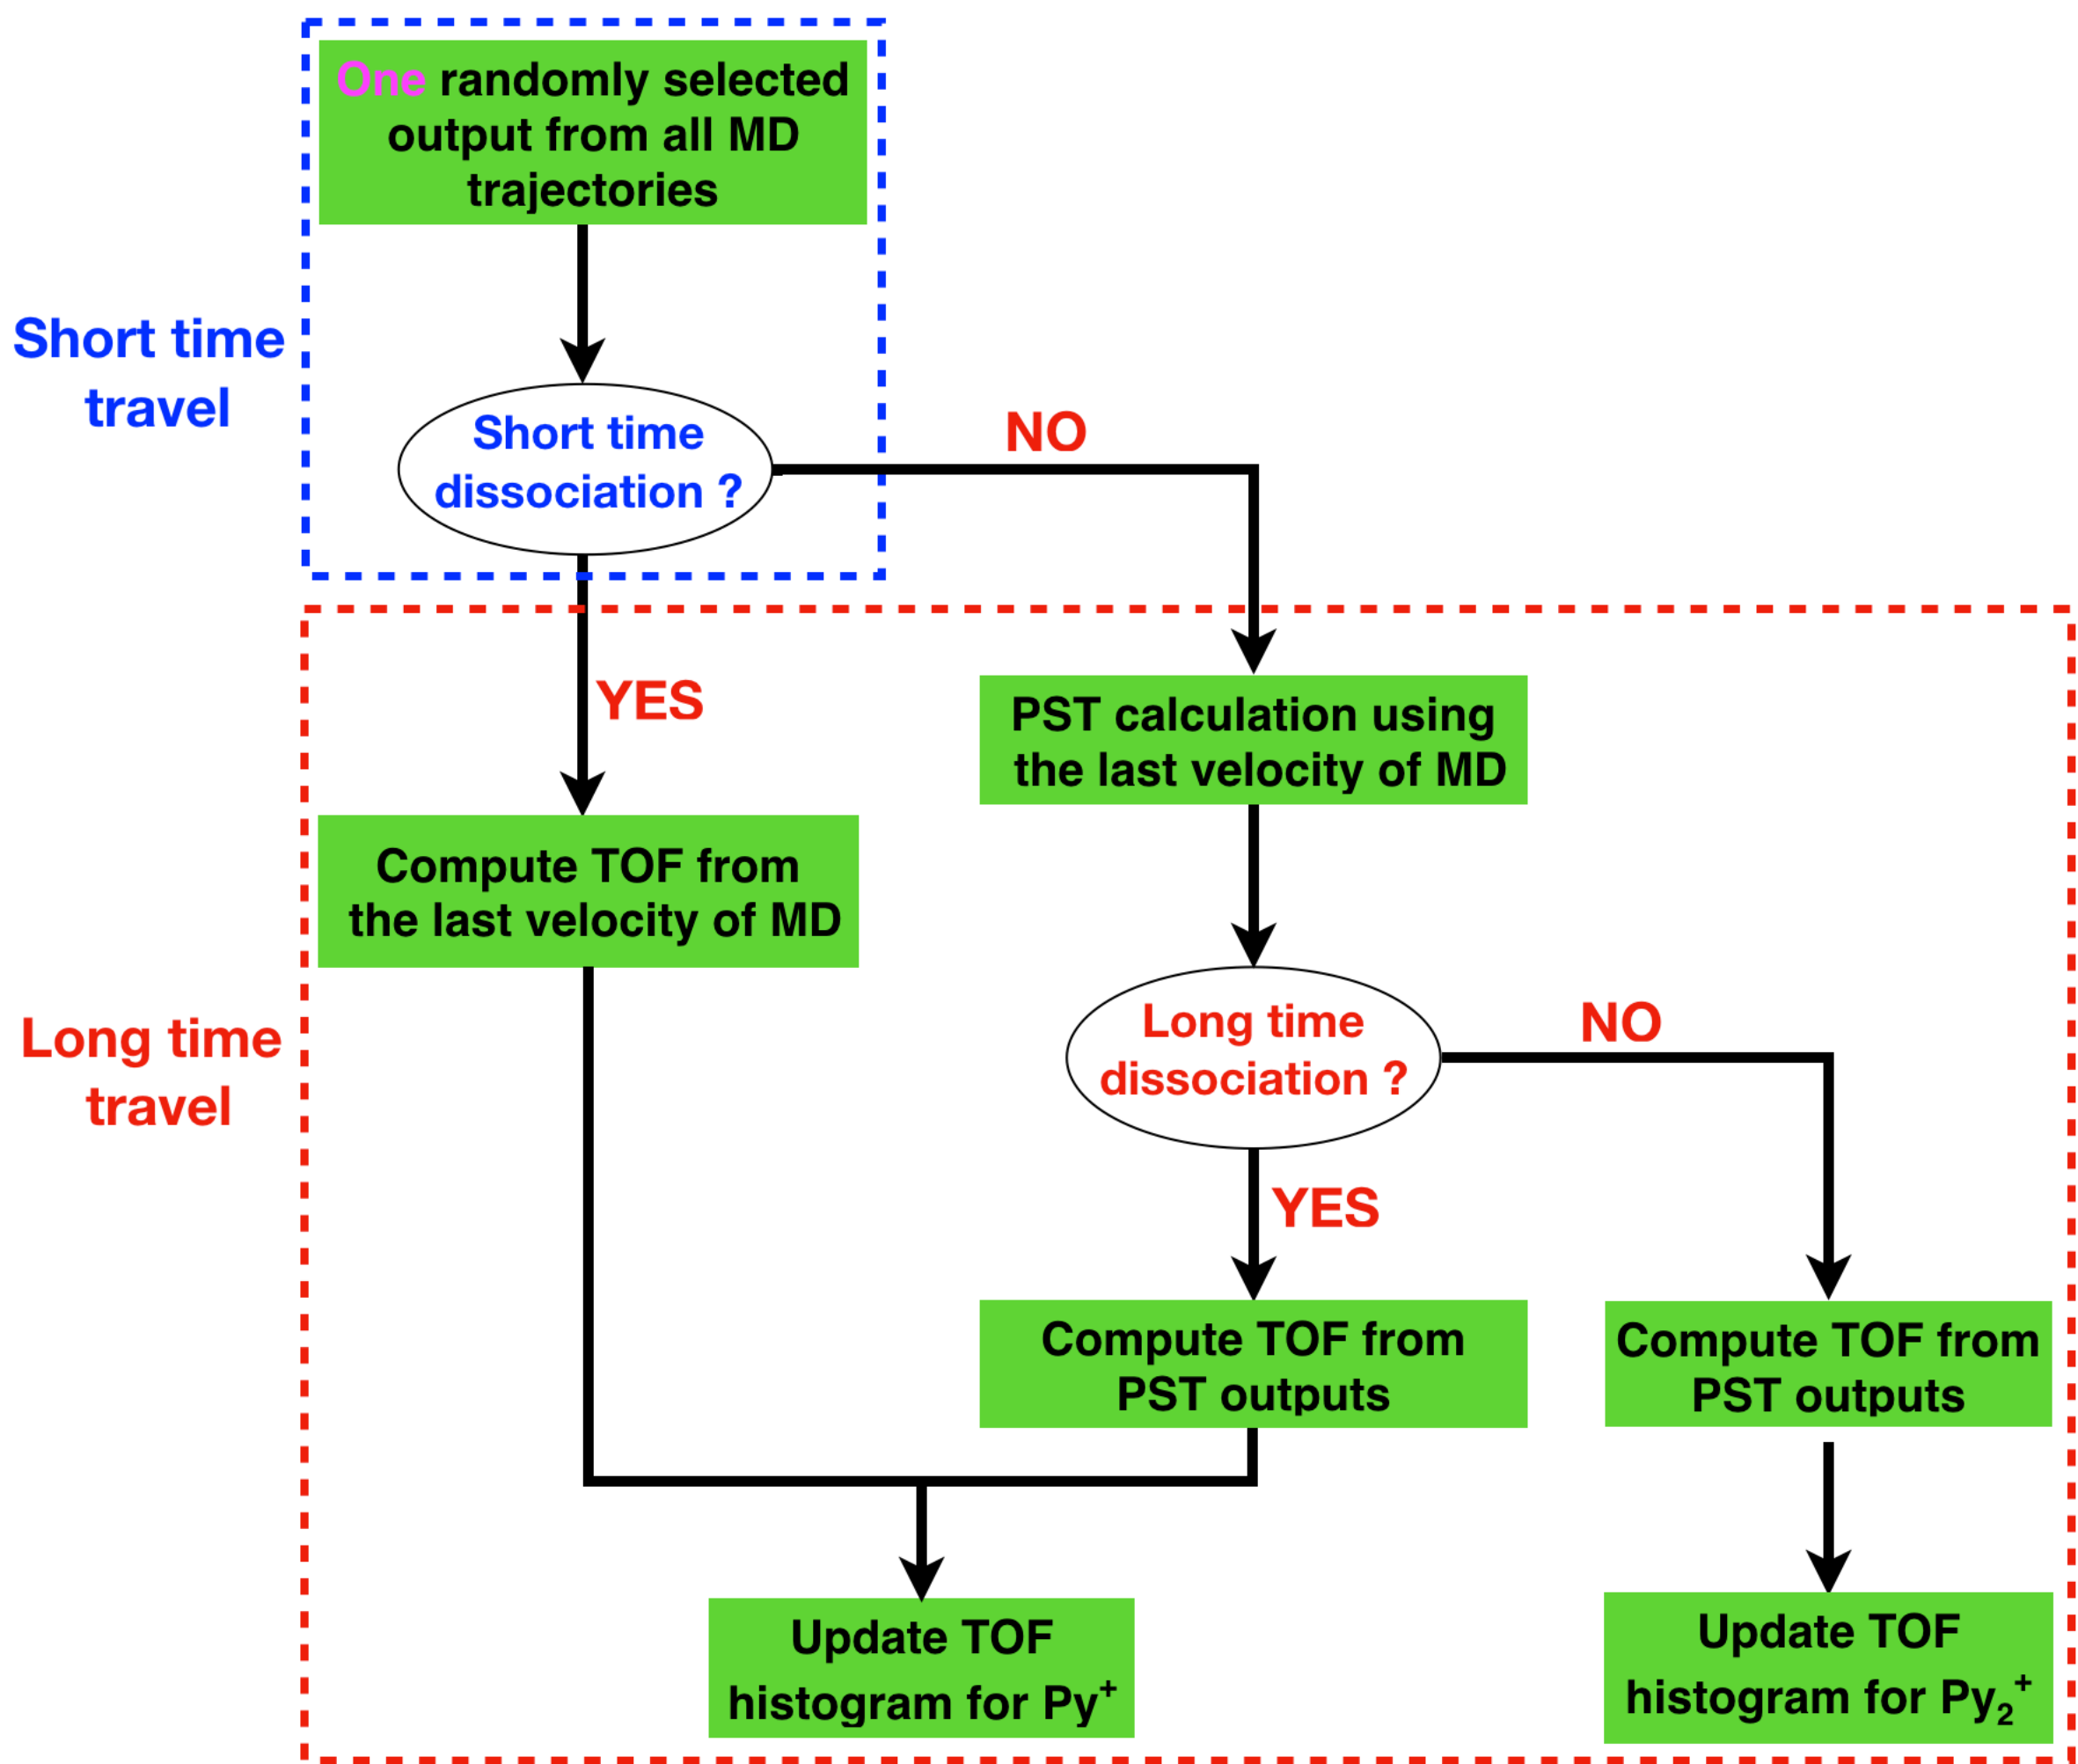 One randomly selected
output from all MD
trajectories
Short time
travel
Short time
dissociation ?
NO
YES
PST calculation using
the last velocity of MD
Compute TOF from
the last velocity of MD
Long time
travel
Long time
dissociation ?
NO
YES
Compute TOF from
PST outputs
Compute TOF from
PST outputs
Update TOF
histogram for Py⁺
Update TOF
histogram for Py₂⁺